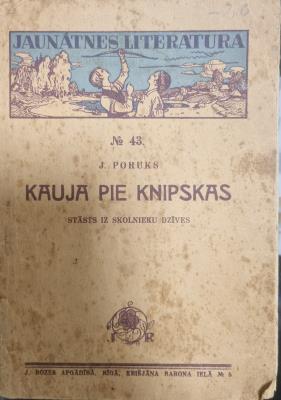 JAUNĀTNES LITERATURA
№ 43.
J. PORUKS
KAUJA PIE KNIPSKAS
STĀSTS IZ SKOLNIEKU DZĪVES
J R
J. ROZES APGĀDĪBĀ, RĪGĀ, KRIŠJĀŅA BARONA IELĀ № 5